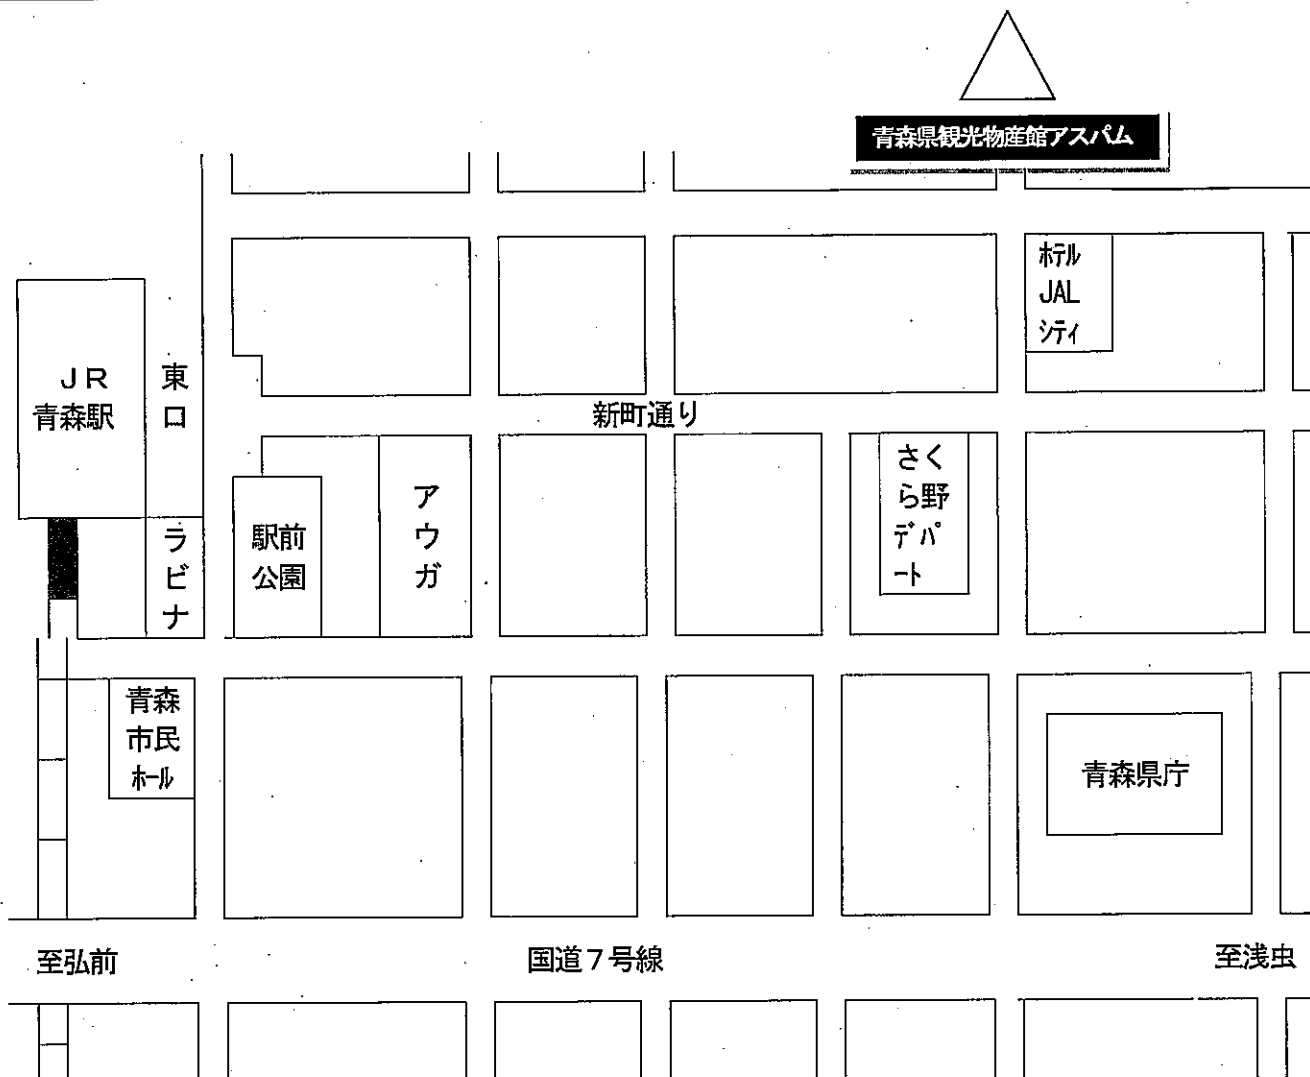 青森県観光物産館アスパム
ホテル
JAL
シティ
JR
青森駅
東
口
新町通り
さく
ら野
デパ
ート
ア
ウ
ガ
駅前
公園
ラ
ビ
ナ
青森
市民
ホール
青森県庁
至弘前
国道7号線
至浅虫